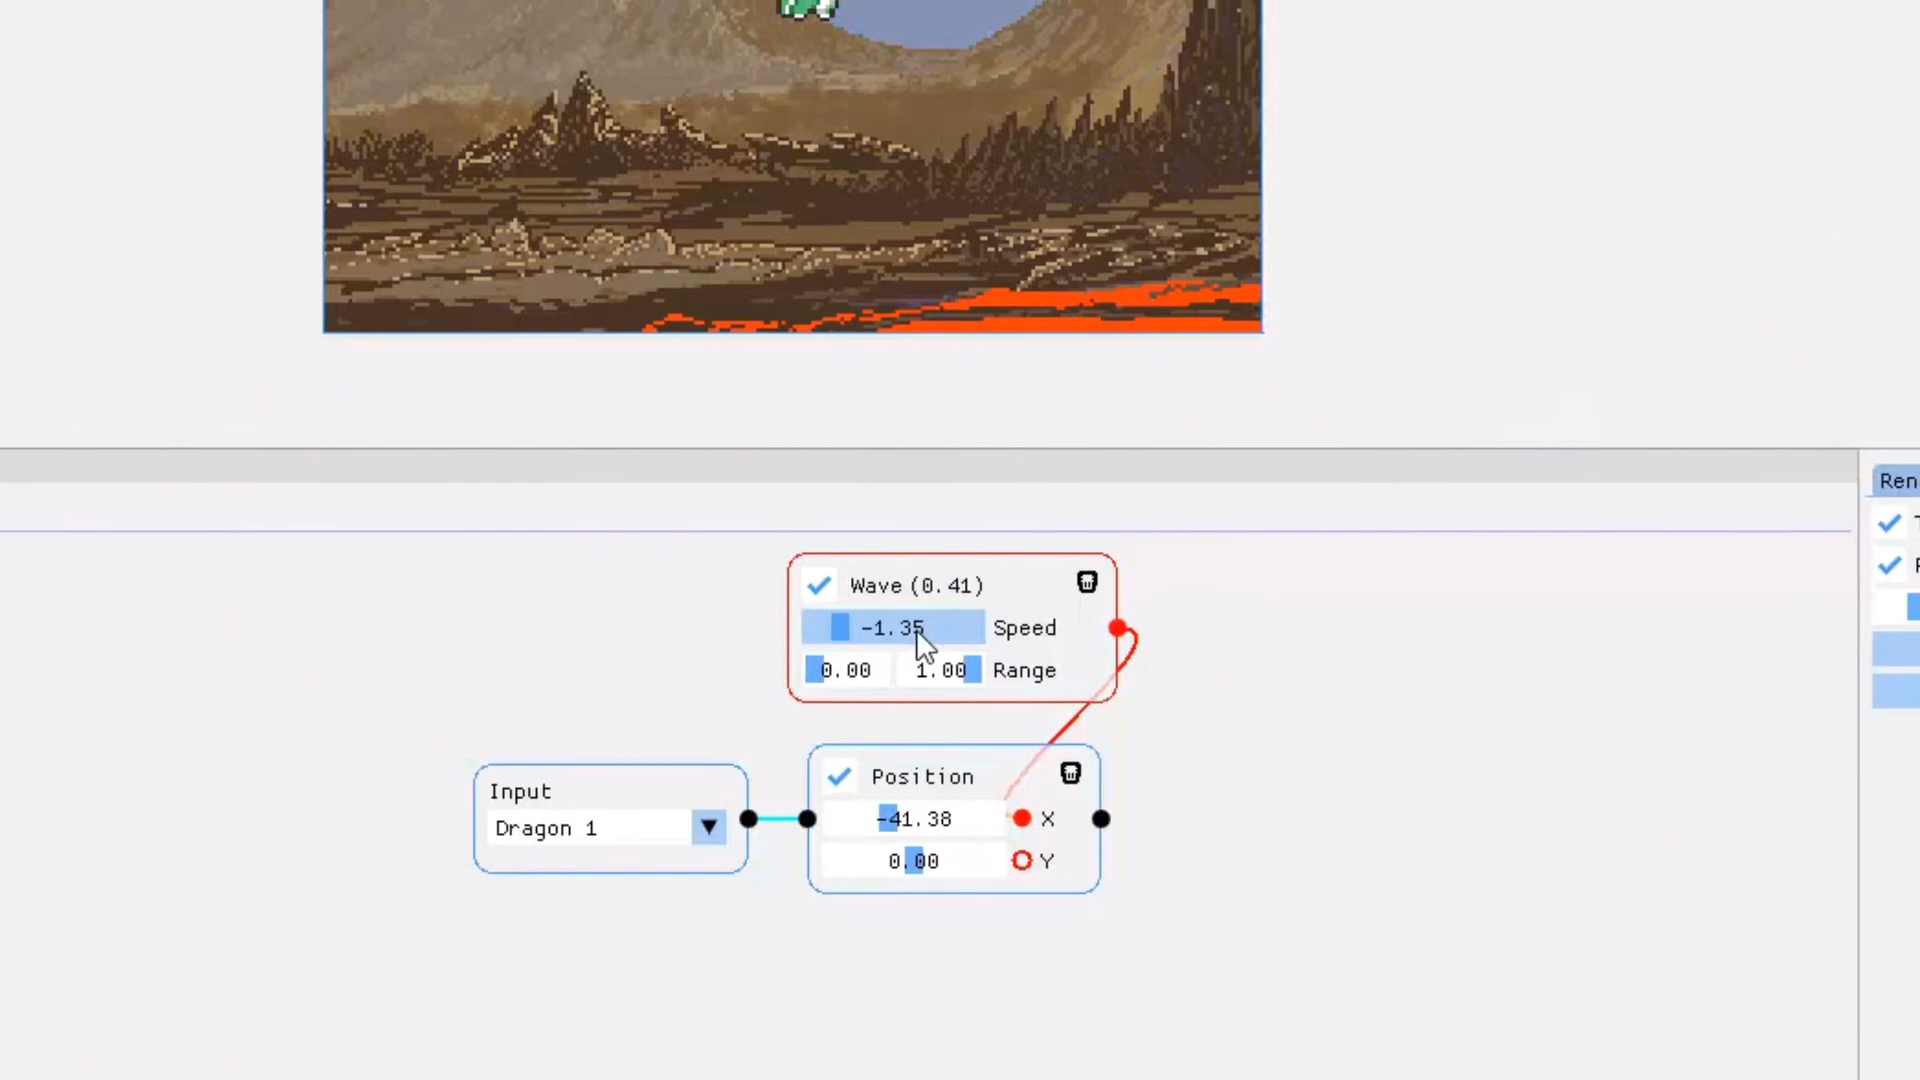 Ren
Wave (0.41)
-1.35 Speed
0.00 1.00 Range
Position
Input
Dragon 1
-41.38 X
0.00 Y